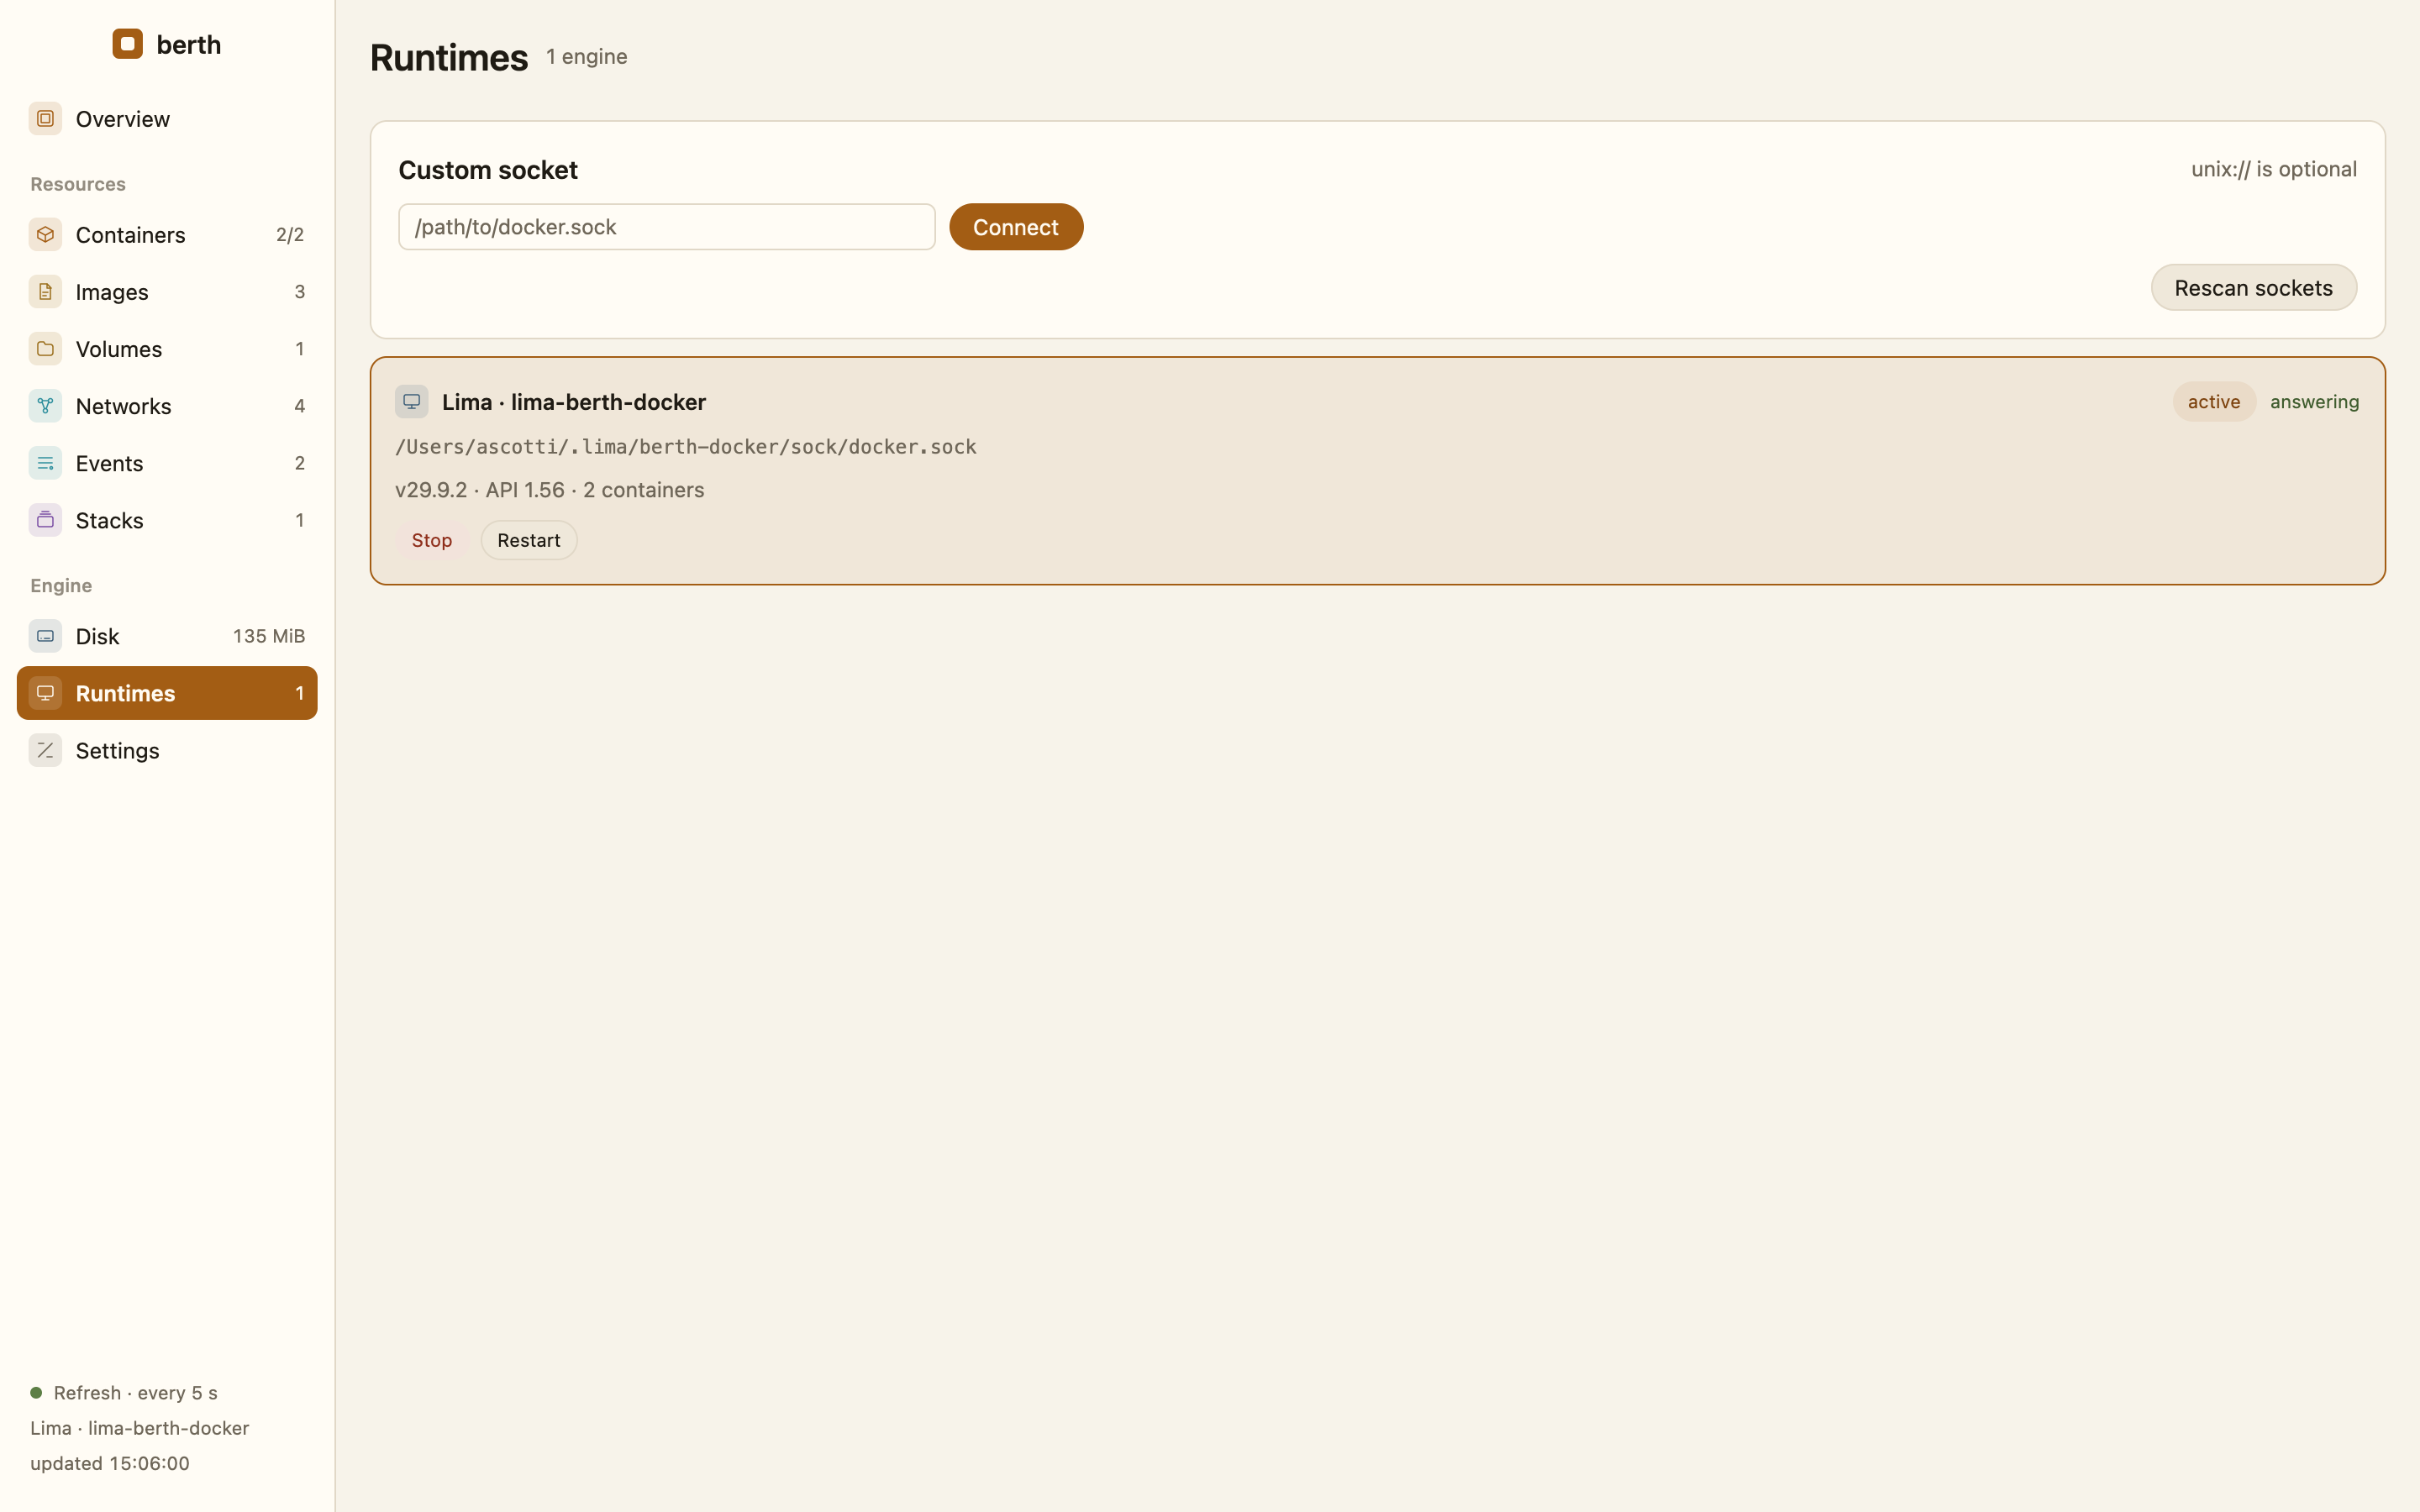 berth
Overview
Resources
Containers 2/2
Images 3
Volumes 1
Networks 4
Events 2
Stacks 1
Engine
Disk 135 MiB
Runtimes 1
Settings
Refresh · every 5 s
Lima · lima-berth-docker
updated 15:06:00
Runtimes 1 engine
Custom socket unix:// is optional
/path/to/docker.sock Connect
Rescan sockets
Lima · lima-berth-docker active answering
/Users/ascotti/.lima/berth-docker/sock/docker.sock
v29.9.2 · API 1.56 · 2 containers
Stop Restart